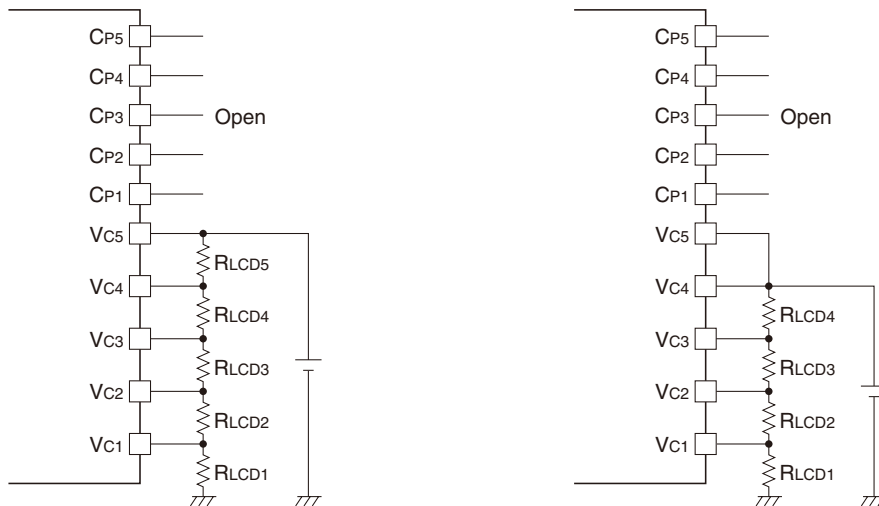 CP5
CP4
CP3 Open
CP2
CP1
VC5
RLCD5
VC4
RLCD4
VC3
RLCD3
VC2
RLCD2
VC1
RLCD1
CP5
CP4
CP3 Open
CP2
CP1
VC5
VC4
RLCD4
VC3
RLCD3
VC2
RLCD2
VC1
RLCD1